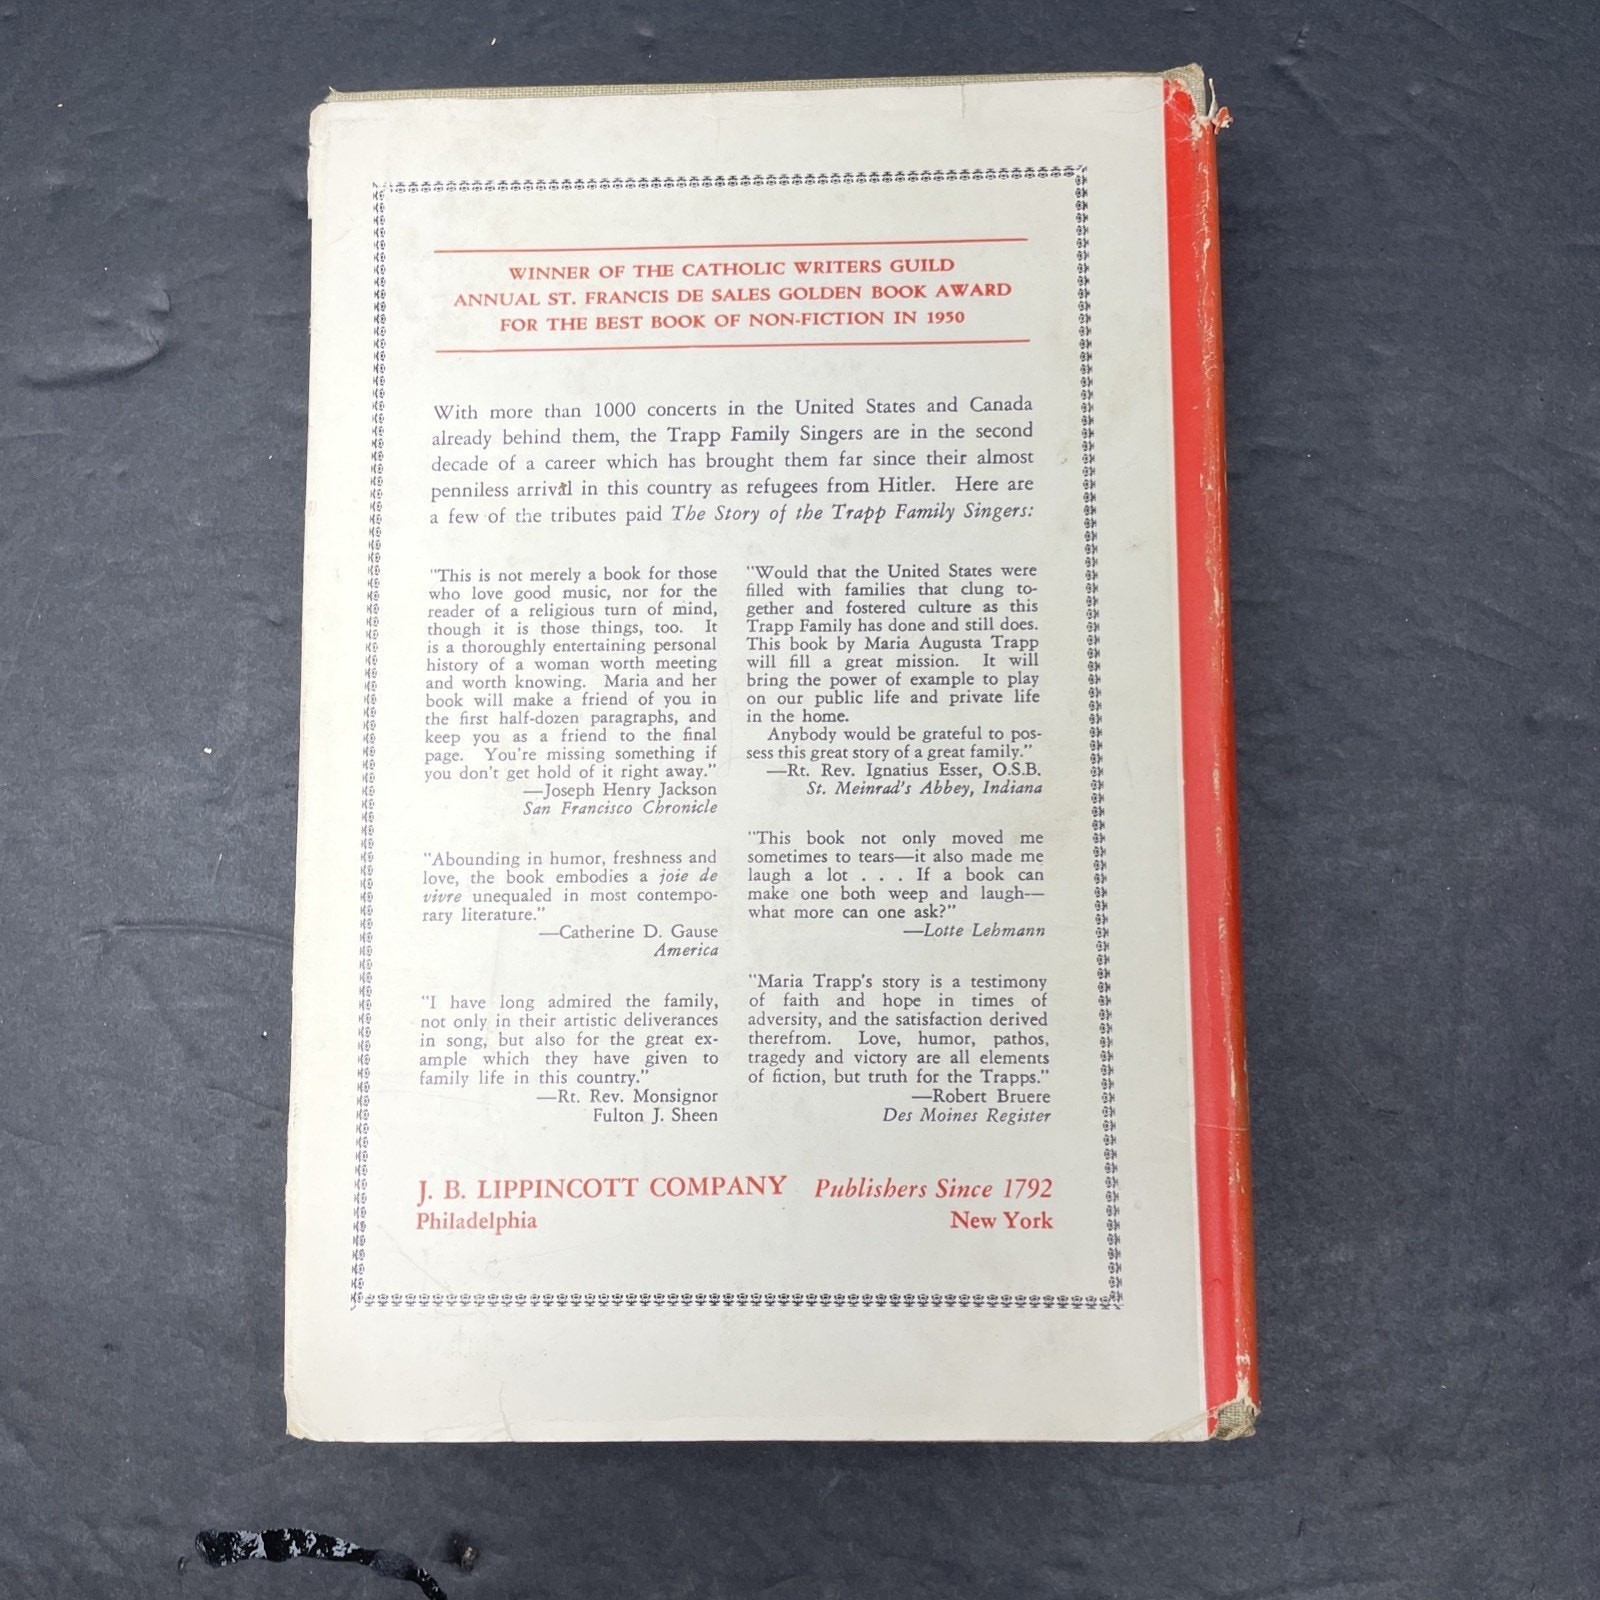 WINNER OF THE CATHOLIC WRITERS GUILD
ANNUAL ST. FRANCIS DE SALES GOLDEN BOOK AWARD
FOR THE BEST BOOK OF NON-FICTION IN 1950
With more than 1000 concerts in the United States and Canada
already behind them, the Trapp Family Singers are in the second
decade of a career which has brought them far since their almost
penniless arrival in this country as refugees from Hitler. Here are
a few of the tributes paid The Story of the Trapp Family Singers:
"This is not merely a book for those
who love good music, nor for the
reader of a religious turn of mind,
though it is those things, too. It
is a thoroughly entertaining personal
history of a woman worth meeting
and worth knowing. Maria and her
book will make a friend of you in
the first half-dozen paragraphs, and
keep you as a friend to the final
page. You're missing something if
you don't get hold of it right away."
—Joseph Henry Jackson
San Francisco Chronicle
"Abounding in humor, freshness and
love, the book embodies a joie de
vivre unequaled in most contempo-
rary literature."
—Catherine D. Gause
America
"I have long admired the family,
not only in their artistic deliverances
in song, but also for the great ex-
ample which they have given to
family life in this country."
—Rt. Rev. Monsignor
Fulton J. Sheen
"Would that the United States were
filled with families that clung to-
gether and fostered culture as this
Trapp Family has done and still does.
This book by Maria Augusta Trapp
will fill a great mission. It will
bring the power of example to play
on our public life and private life
in the home.
Anybody would be grateful to pos-
sess this great story of a great family."
—Rt. Rev. Ignatius Esser, O.S.B.
St. Meinrad's Abbey, Indiana
"This book not only moved me
sometimes to tears—it also made me
laugh a lot . . . If a book can
make one both weep and laugh—
what more can one ask?"
—Lotte Lehmann
"Maria Trapp's story is a testimony
of faith and hope in times of
adversity, and the satisfaction derived
therefrom. Love, humor, pathos,
tragedy and victory are all elements
of fiction, but truth for the Trapps."
—Robert Bruere
Des Moines Register
J. B. LIPPINCOTT COMPANY Publishers Since 1792
Philadelphia New York